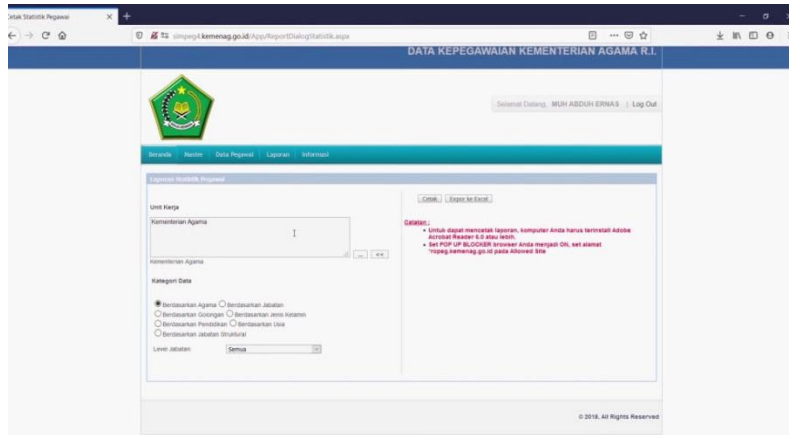 Cetak Statistik Pegawai
simpeg4.kemenag.go.id/App/ReportDialogStatistik.aspx
DATA KEPEGAWAIAN KEMENTERIAN AGAMA R.I.
Selamat Datang, MUH ABDUH ERNAS | Log Out
Beranda Master Data Pegawai Laporan Informasi
Laporan Statistik Pegawai
Cetak Expor ke Excel
Unit Kerja
Kementerian Agama
... <<
Kementerian Agama
Catatan :
Untuk dapat mencetak laporan, komputer Anda harus terinstall Adobe
Acrobat Reader 6.0 atau lebih.
Set POP UP BLOCKER browser Anda menjadi ON, set alamat
"ropeg.kemenag.go.id pada Allowed Site
Kategori Data
Berdasarkan Agama Berdasarkan Jabatan
Berdasarkan Golongan Berdasarkan Jenis Kelamin
Berdasarkan Pendidikan Berdasarkan Usia
Berdasarkan Jabatan Struktural
Level Jabatan: Semua
© 2018. All Rights Reserved